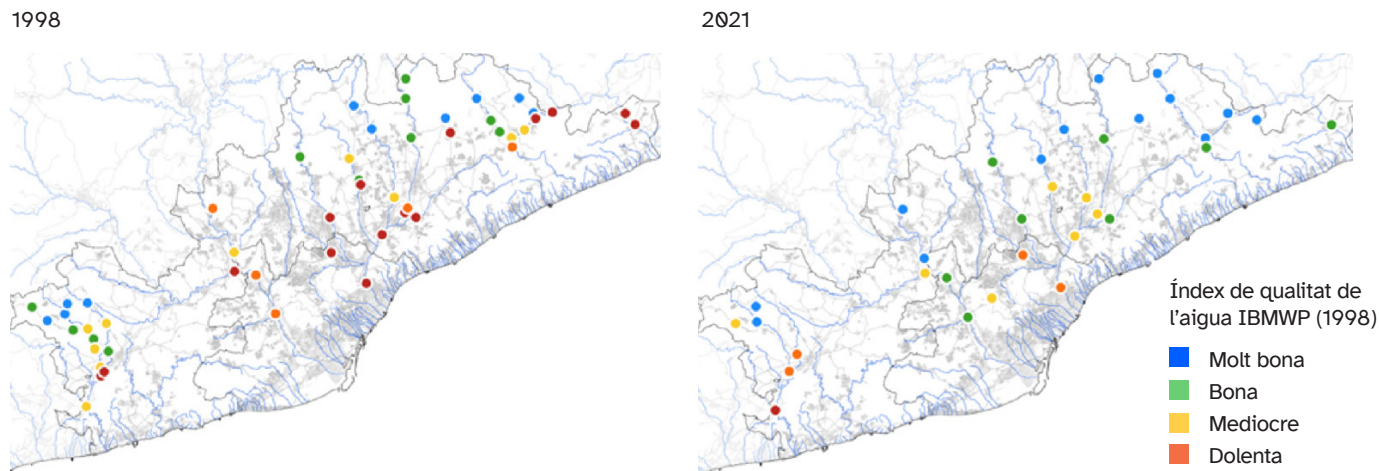 1998
2021
Índex de qualitat de
l'aigua IBMWP (1998)
Molt bona
Bona
Mediocre
Dolenta